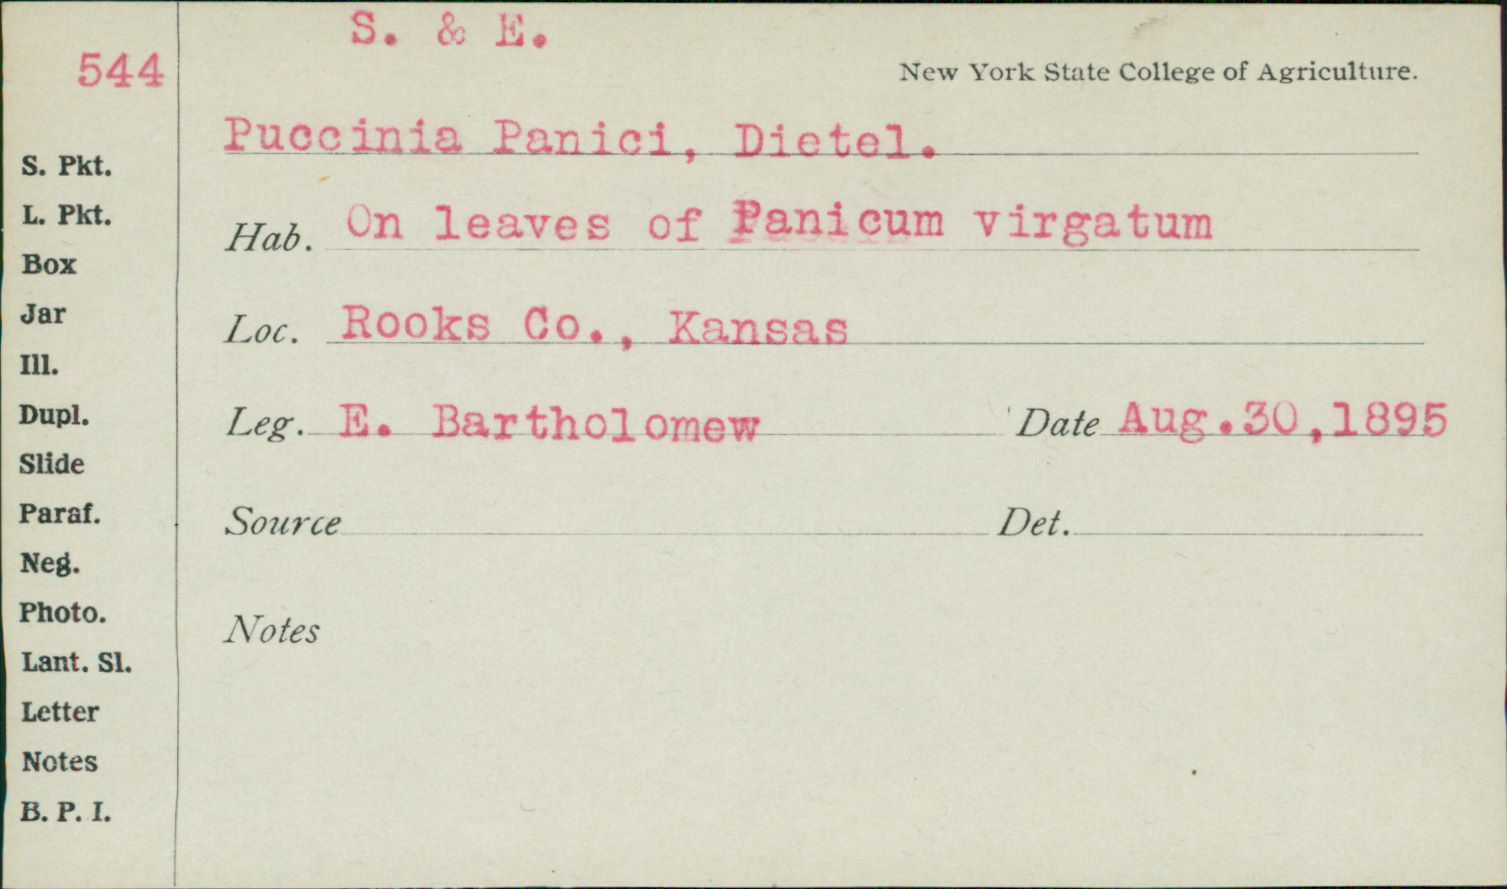 S. & E.
544
New York State College of Agriculture.
Puccinia Panici, Dietel.
S. Pkt.
L. Pkt.
Hab. On leaves of Panicum virgatum
Box
Jar
Loc. Rooks Co., Kansas
Ill.
Dupl.
Leg. E. Bartholomew Date Aug.30,1895
Slide
Paraf.
Source Det.
Neg.
Photo.
Notes
Lant. Sl.
Letter
Notes
B. P. I.